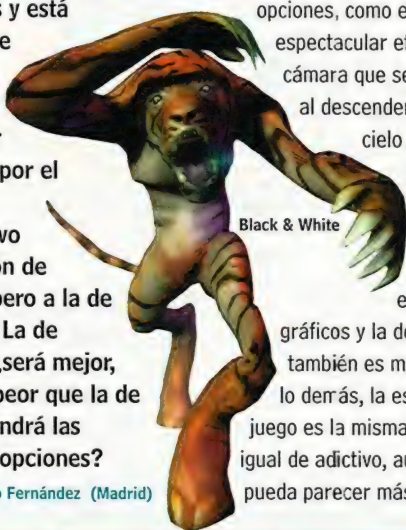 s y está
e
por el
vo
ón de
pero a la de
La de
¿será mejor,
peor que la de
ndrá las
opciones?
Fernández (Madrid)
Black & White
opciones, como e
espectacular ef
cámara que se
al descender
cielo
e
gráficos y la de
también es m
lo demás, la es
juego es la misma
igual de adictivo, au
pueda parecer más